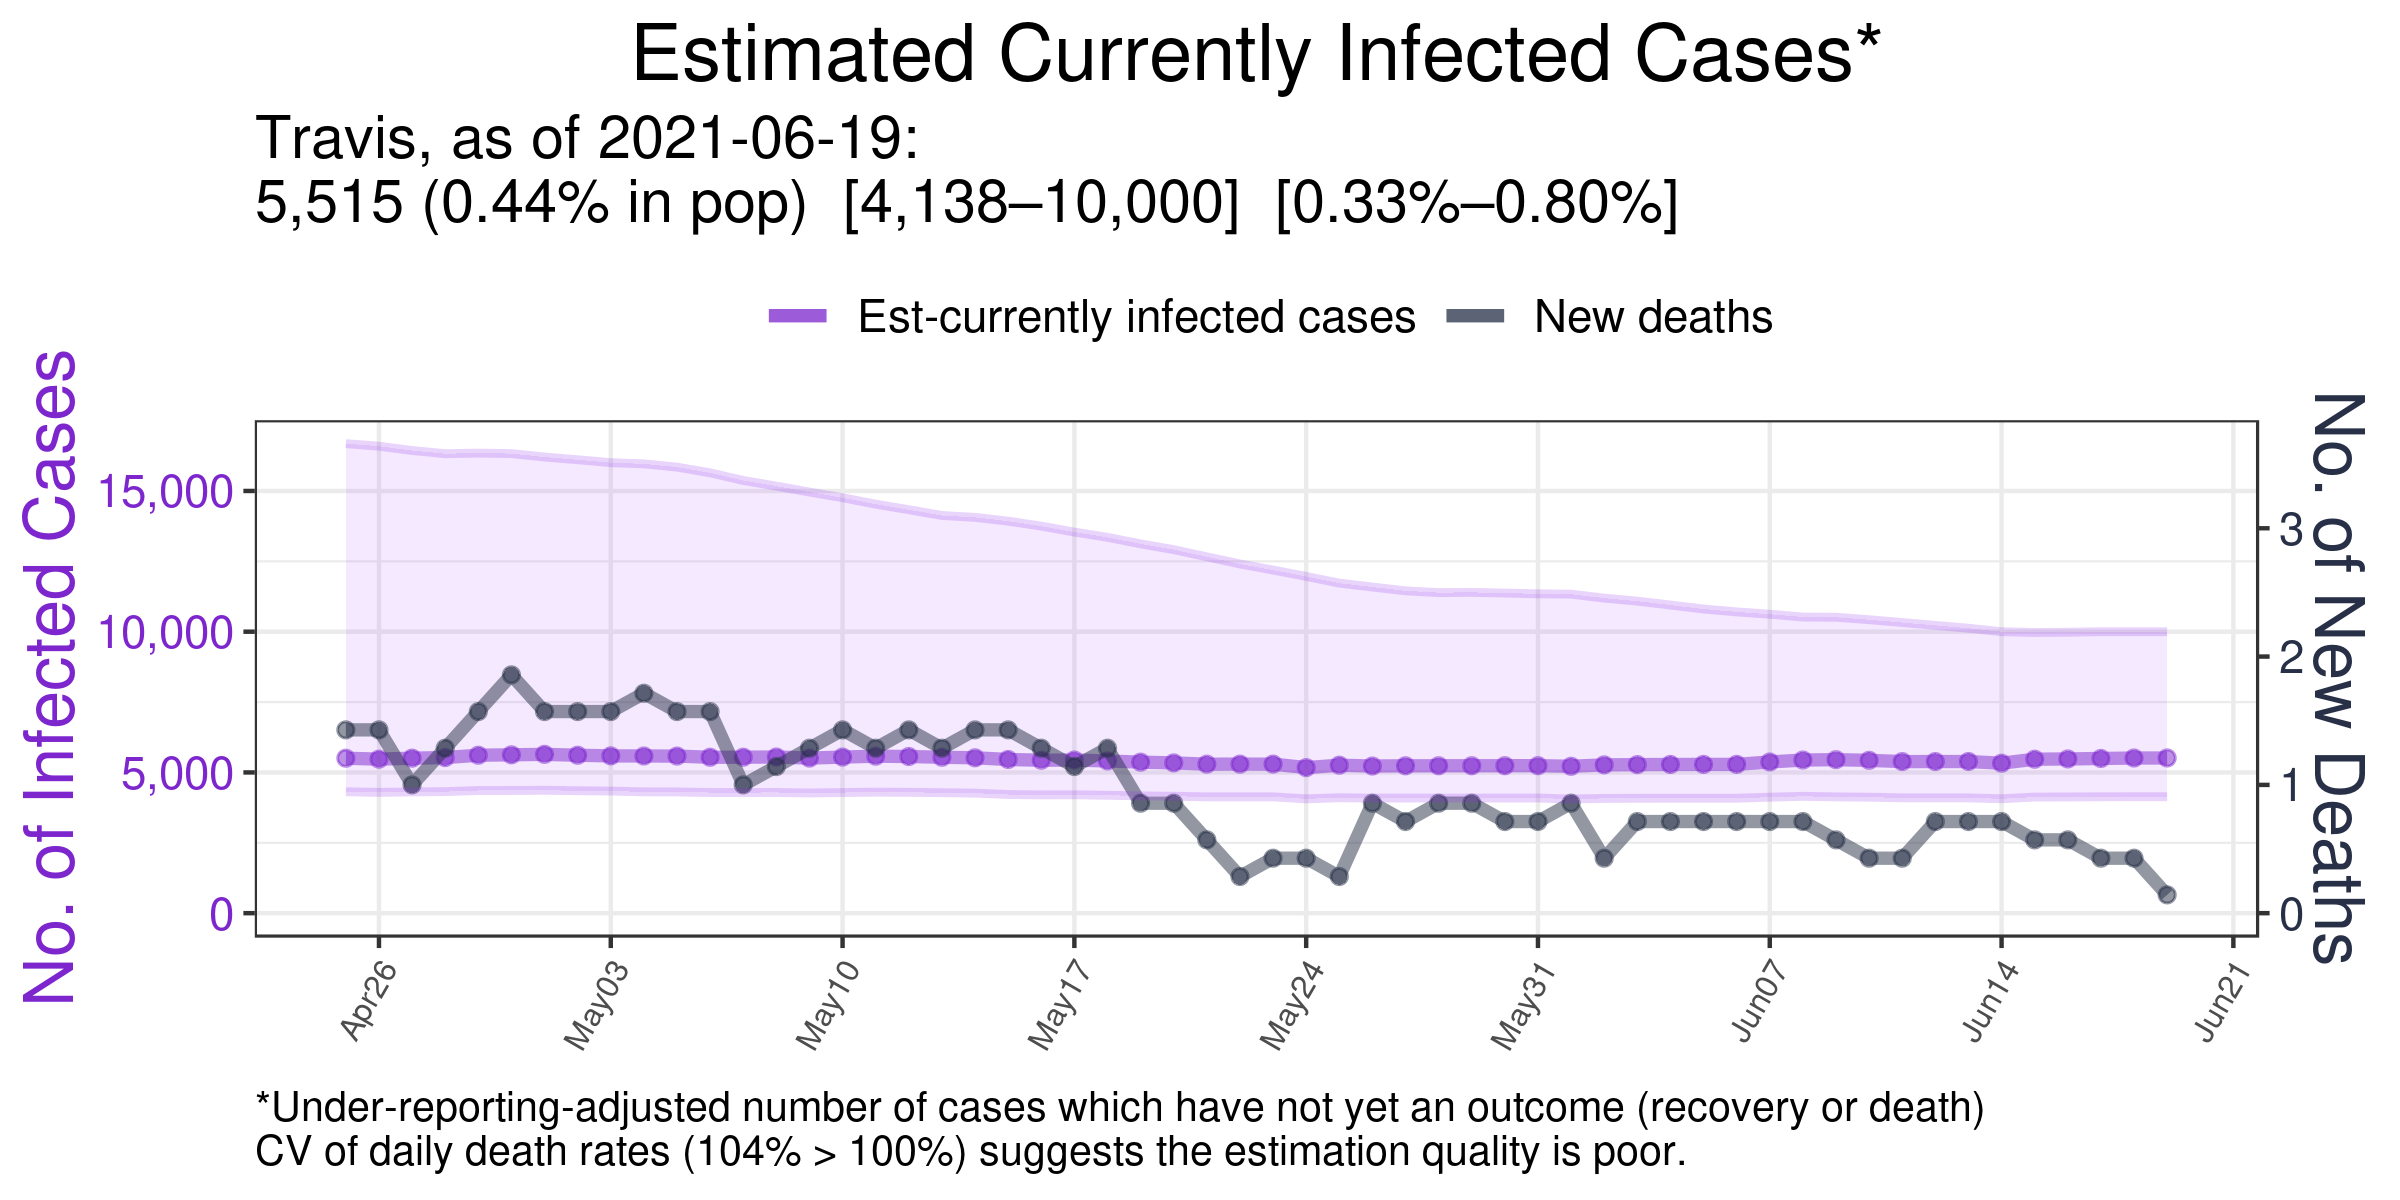 Estimated Currently Infected Cases*
Travis, as of 2021-06-19:
5,515 (0.44% in pop)  [4,138–10,000]  [0.33%–0.80%]
Est-currently infected cases
New deaths
No. of Infected Cases
15,000
10,000
5,000
0
No. of New Deaths
3
2
1
0
Apr26
May03
May10
May17
May24
May31
Jun07
Jun14
Jun21
*Under-reporting-adjusted number of cases which have not yet an outcome (recovery or death)
CV of daily death rates (104% > 100%) suggests the estimation quality is poor.